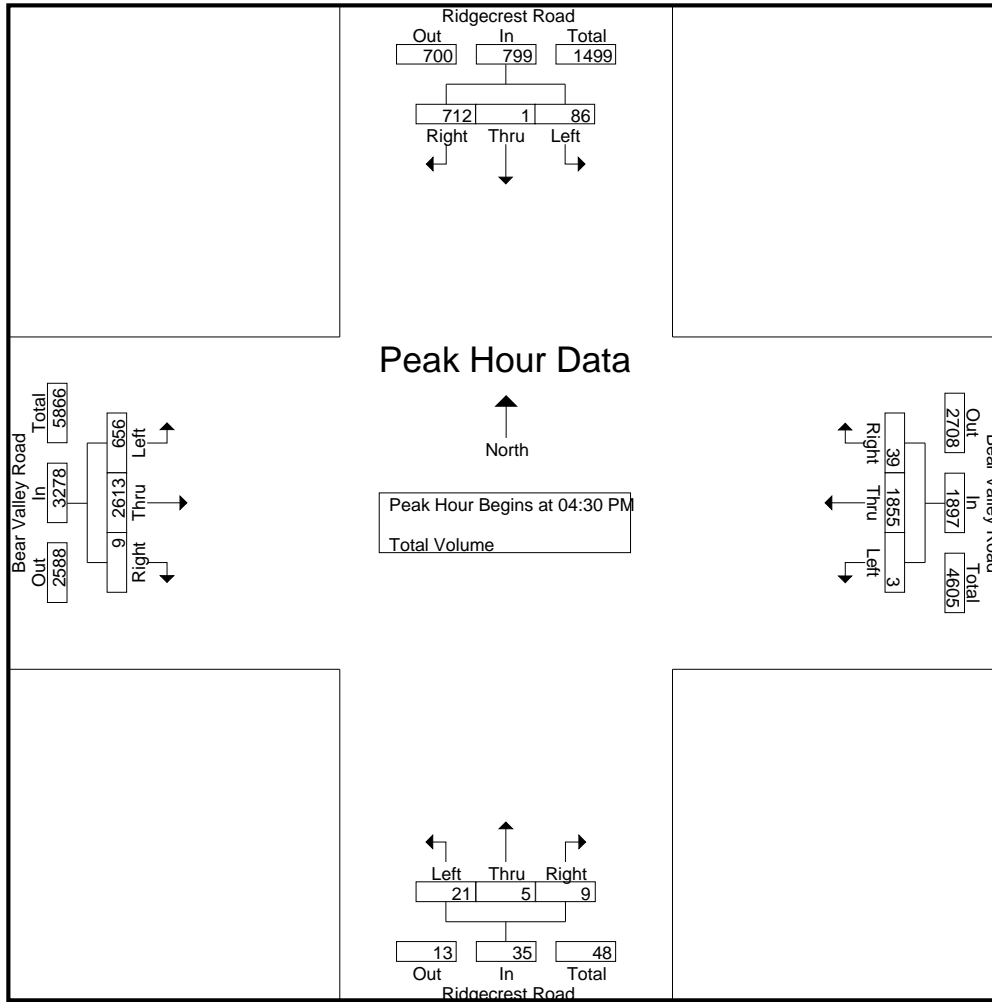 Ridgecrest Road
Out In Total
700 799 1499
712 1 86
Right Thru Left
Peak Hour Data
North
Peak Hour Begins at 04:30 PM
Total Volume
Bear Valley Road
Out In Total
2588 3278 5866
9 2613 656
Right Thru Left
Bear Valley Road
Out In Total
2708 1897 4605
39 1855 3
Right Thru Left
Left Thru Right
21 5 9
13 35 48
Out In Total
Ridgecrest Road